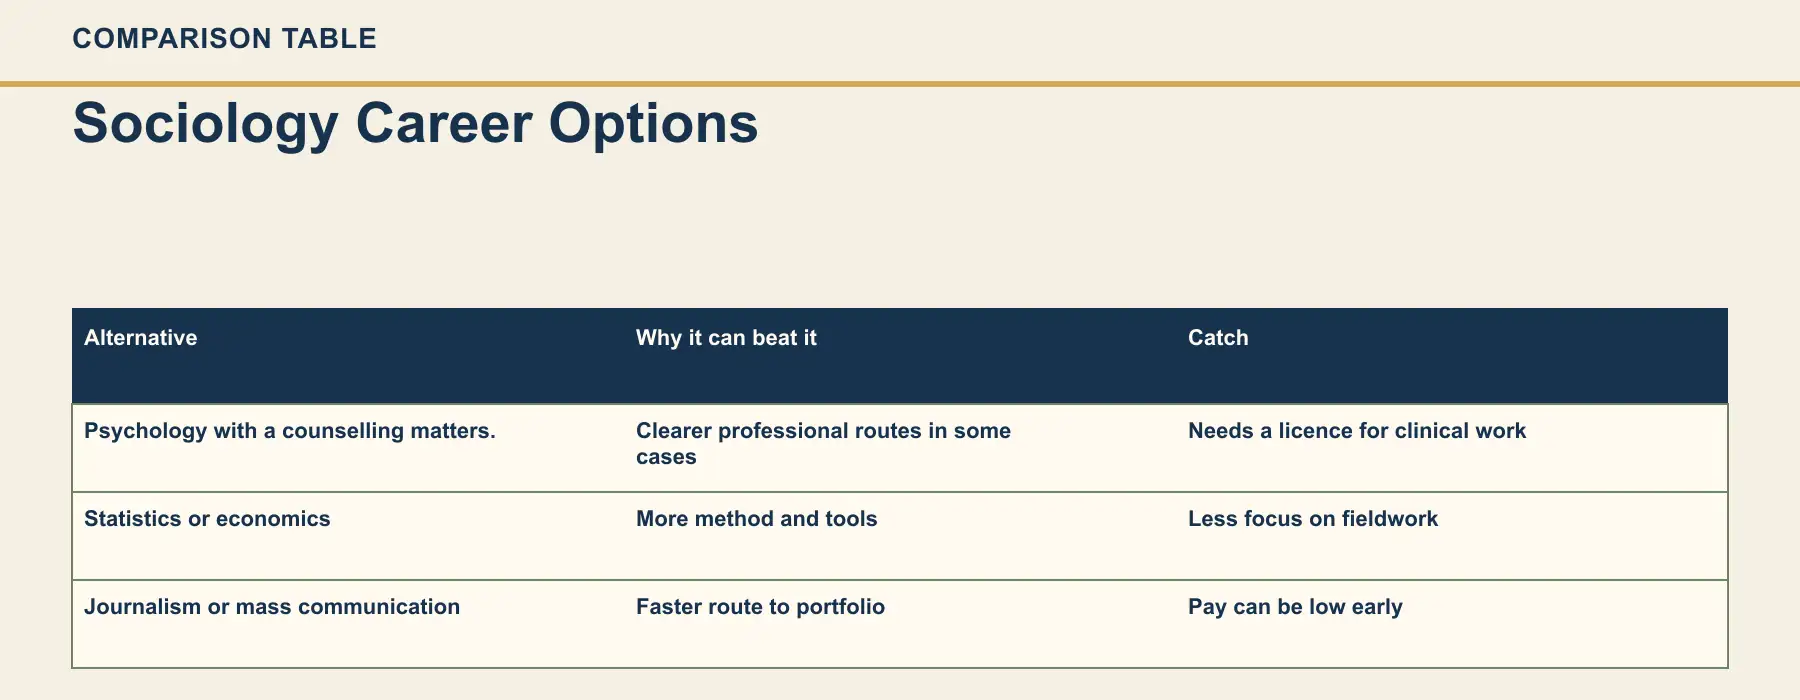 COMPARISON TABLE
Sociology Career Options
Alternative
Why it can beat it
Catch
Psychology with a counselling matters.
Clearer professional routes in some
cases
Needs a licence for clinical work
Statistics or economics
More method and tools
Less focus on fieldwork
Journalism or mass communication
Faster route to portfolio
Pay can be low early